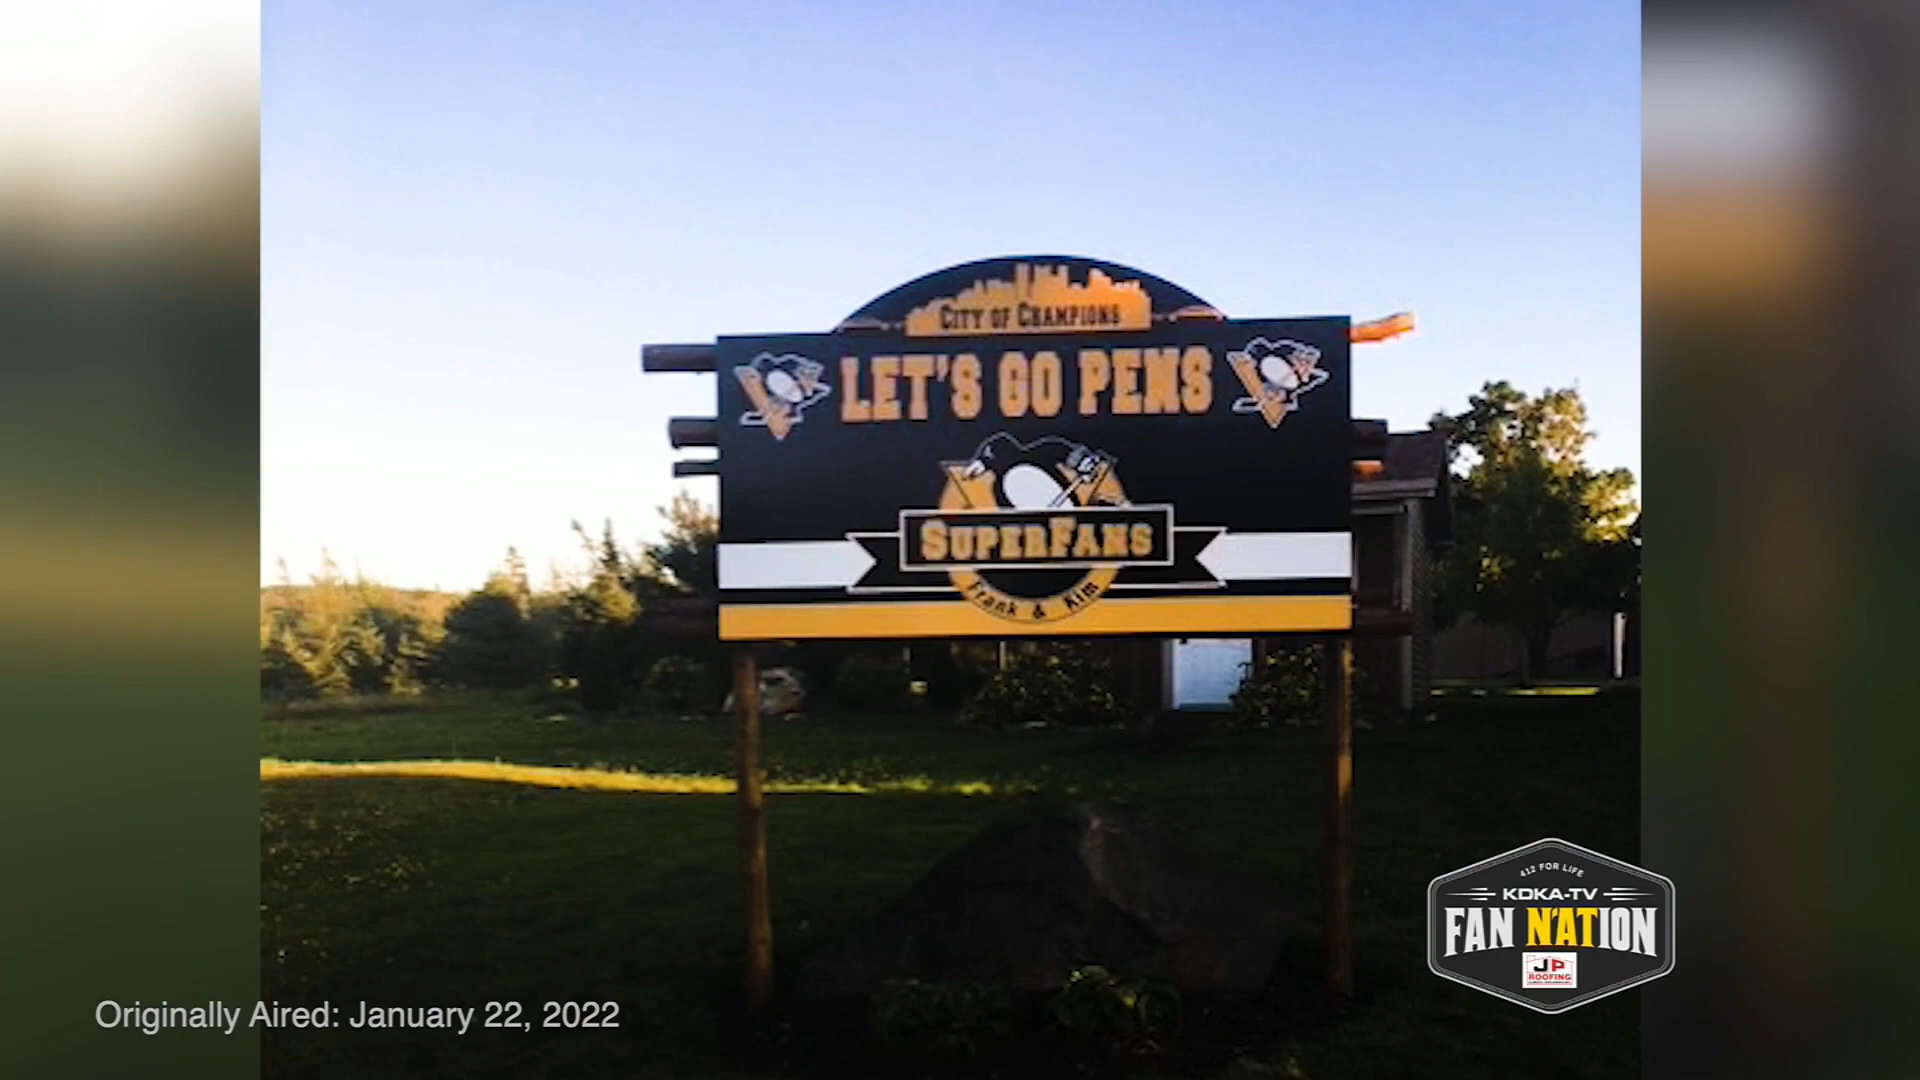 CITY OF CHAMPIONS
LET'S GO PENS
SUPERFANS
Frank & Kim
412 FOR LIFE
KDKA-TV
FAN N'ATION
JP
ROOFING
Originally Aired: January 22, 2022